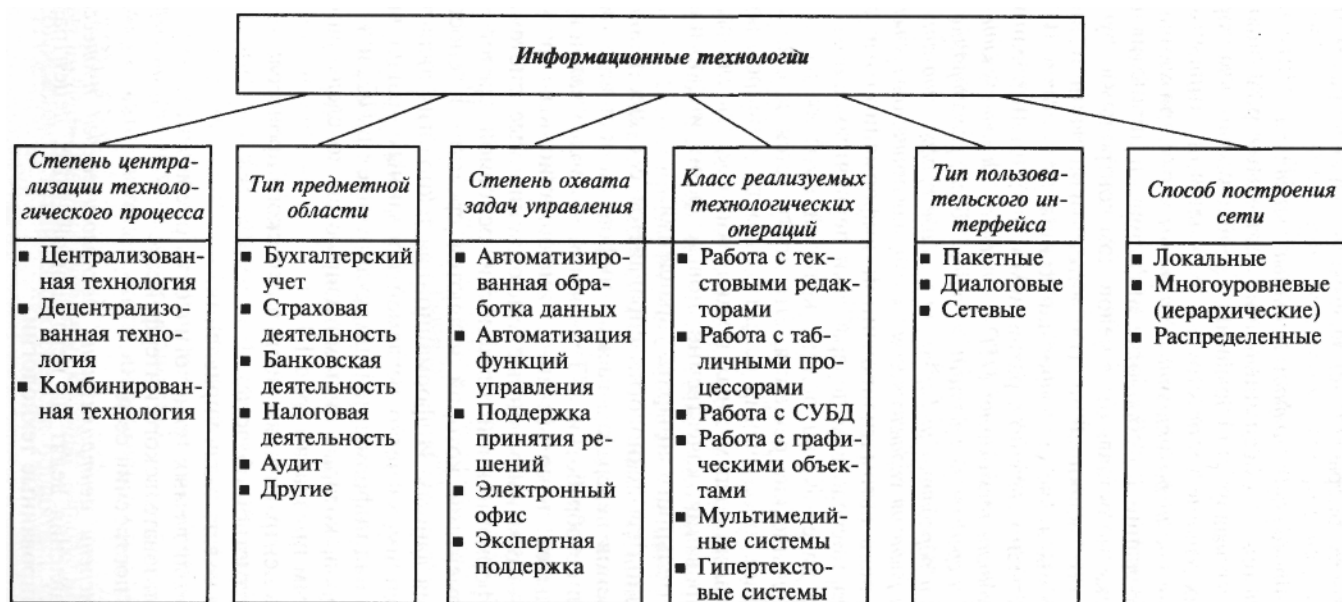 Информационные технологии
Степень центра-
лизации техноло-
гического процесса
■ Централизован-
ная технология
■ Децентрализо-
ванная техно-
логия
■ Комбинирован-
ная технология
Тип предметной
области
■ Бухгалтерский
учет
■ Страховая
деятельность
■ Банковская
деятельность
■ Налоговая
деятельность
■ Аудит
■ Другие
Степень охвата
задач управления
■ Автоматизиро-
ванная обра-
ботка данных
■ Автоматизация
функций
управления
■ Поддержка
принятия ре-
шений
■ Электронный
офис
■ Экспертная
поддержка
Класс реализуемых
технологических
операций
■ Работа с тек-
стовыми редак-
торами
■ Работа с таб-
личными про-
цессорами
■ Работа с СУБД
■ Работа с графи-
ческими объек-
тами
■ Мультимедий-
ные системы
■ Гипертексто-
вые системы
Тип пользова-
тельского ин-
терфейса
■ Пакетные
■ Диалоговые
■ Сетевые
Способ построения
сети
■ Локальные
■ Многоуровневые
(иерархические)
■ Распределенные